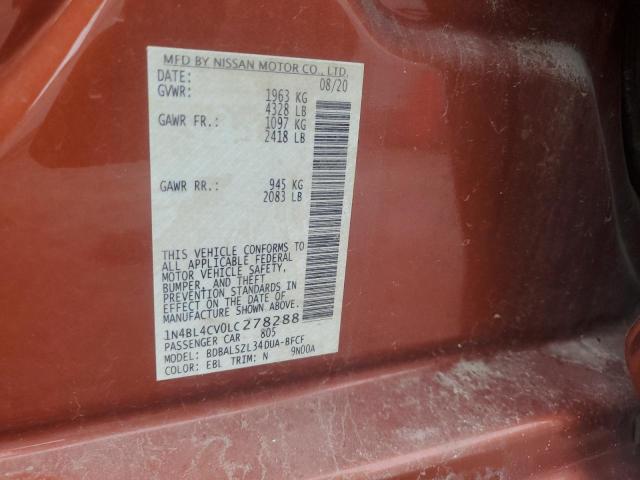 MFD BY NISSAN MOTOR CO., LTD.
DATE: 08/20
GVWR: 1963 KG
4328 LB
GAWR FR.: 1097 KG
2418 LB
GAWR RR.: 945 KG
2083 LB
THIS VEHICLE CONFORMS TO
ALL APPLICABLE FEDERAL
MOTOR VEHICLE SAFETY,
BUMPER, AND THEFT
PREVENTION STANDARDS IN
EFFECT ON THE DATE OF
MANUFACTURE SHOWN ABOVE.
1N4BL4CV0LC278288
PASSENGER CAR 805
MODEL: BDBALSZL34DUA-BFCF
COLOR: EBL TRIM: N 9N00A